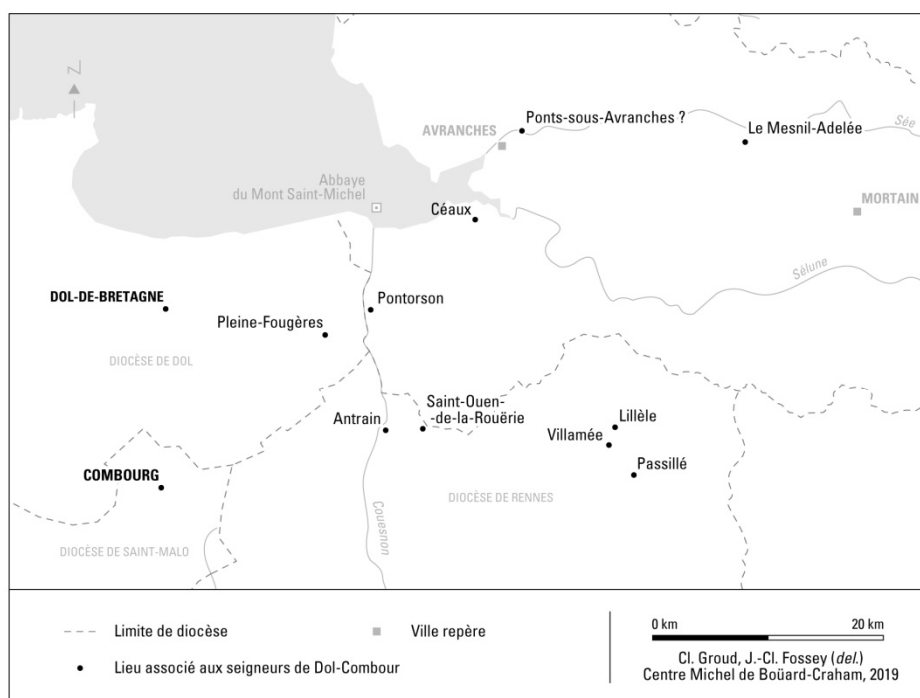 N
Ponts-sous-Avranches ?
AVRANCHES
Sée
Le Mesnil-Adelée
Abbaye
du Mont Saint-Michel
Céaux
MORTAIN
Sélune
DOL-DE-BRETAGNE
Pontorson
Pleine-Fougères
DIOCÈSE DE DOL
Saint-Ouen-
-de-la-Rouërie
Antrain
Lillèle
Villamée
Passillé
COMBOURG
DIOCÈSE DE RENNES
Couesnon
DIOCÈSE DE SAINT-MALO
Limite de diocèse
Ville repère
Lieu associé aux seigneurs de Dol-Combour
0 km 20 km
Cl. Groud, J.-Cl. Fossey (del.)
Centre Michel de Boüard-Craham, 2019